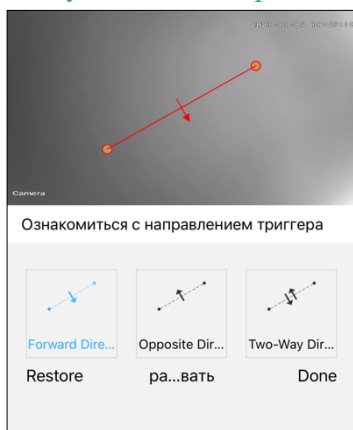 Camera
Ознакомиться с направлением триггера
Forward Dire...
Opposite Dir...
Two-Way Dir...
Restore
ра...вать
Done